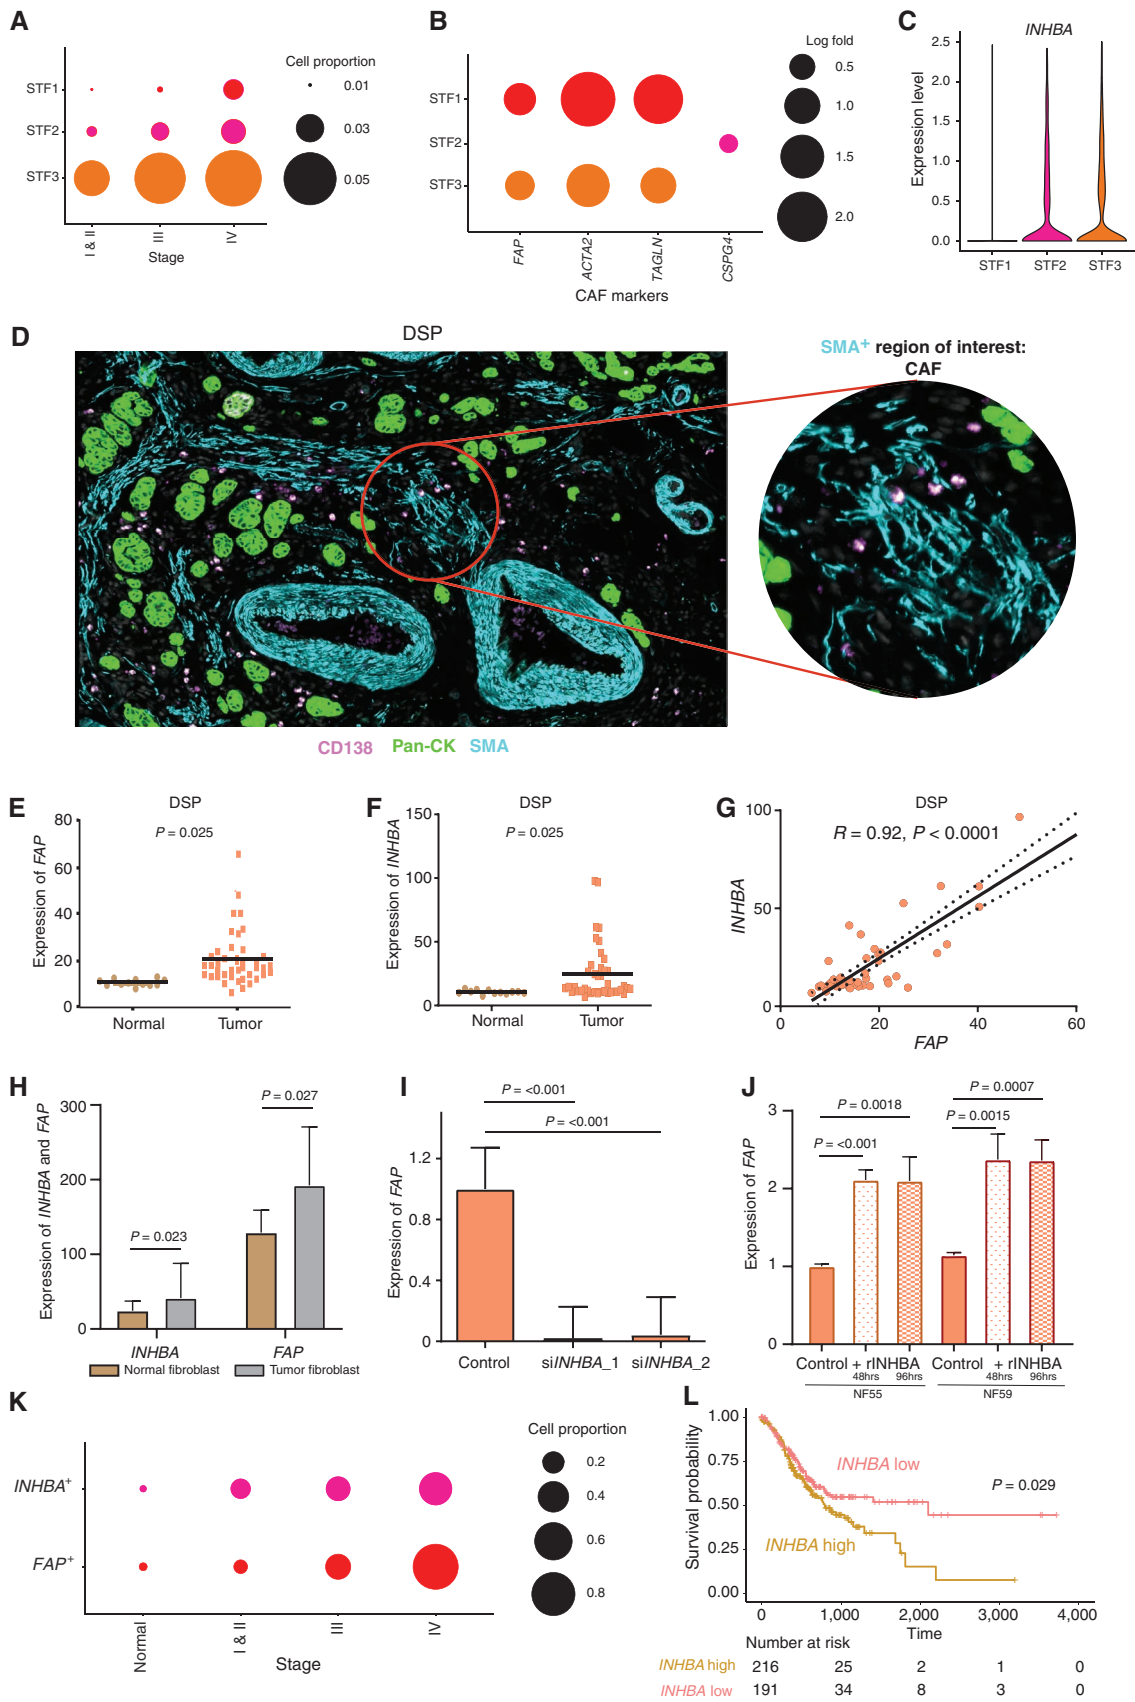 A
Cell proportion
STF1
STF2
STF3
0.01
0.03
0.05
I & II
III
IV
Stage
B
Log fold
STF1
STF2
STF3
0.5
1.0
1.5
2.0
FAP
ACTA2
TAGLN
CSPG4
CAF markers
C
INHBA
Expression level
2.5
2.0
1.5
1.0
0.5
0.0
STF1 STF2 STF3
D
DSP
SMA+ region of interest:
CAF
CD138 Pan-CK SMA
E
DSP
P = 0.025
Expression of FAP
80
60
40
20
0
Normal Tumor
F
DSP
P = 0.025
Expression of INHBA
150
100
50
0
Normal Tumor
G
DSP
R = 0.92, P < 0.0001
INHBA
100
50
0
0 20 40 60
FAP
H
P = 0.027
P = 0.023
Expression of INHBA and FAP
300
200
100
0
INHBA FAP
Normal fibroblast Tumor fibroblast
I
P = <0.001
P = <0.001
Expression of FAP
1.2
0.8
0.4
0
Control siINHBA_1 siINHBA_2
J
P = 0.0007
P = 0.0018
P = 0.0015
P = <0.001
Expression of FAP
3
2
1
0
Control + rINHBA Control + rINHBA
48hrs 96hrs 48hrs 96hrs
NF55 NF59
K
Cell proportion
INHBA+
FAP+
0.2
0.4
0.6
0.8
Normal
I & II
III
IV
Stage
L
Survival probability
1.00
0.75
0.50
0.25
0.00
INHBA low
P = 0.029
INHBA high
0 1,000 2,000 3,000 4,000
Time
Number at risk
INHBA high 216 25 2 1 0
INHBA low 191 34 8 3 0